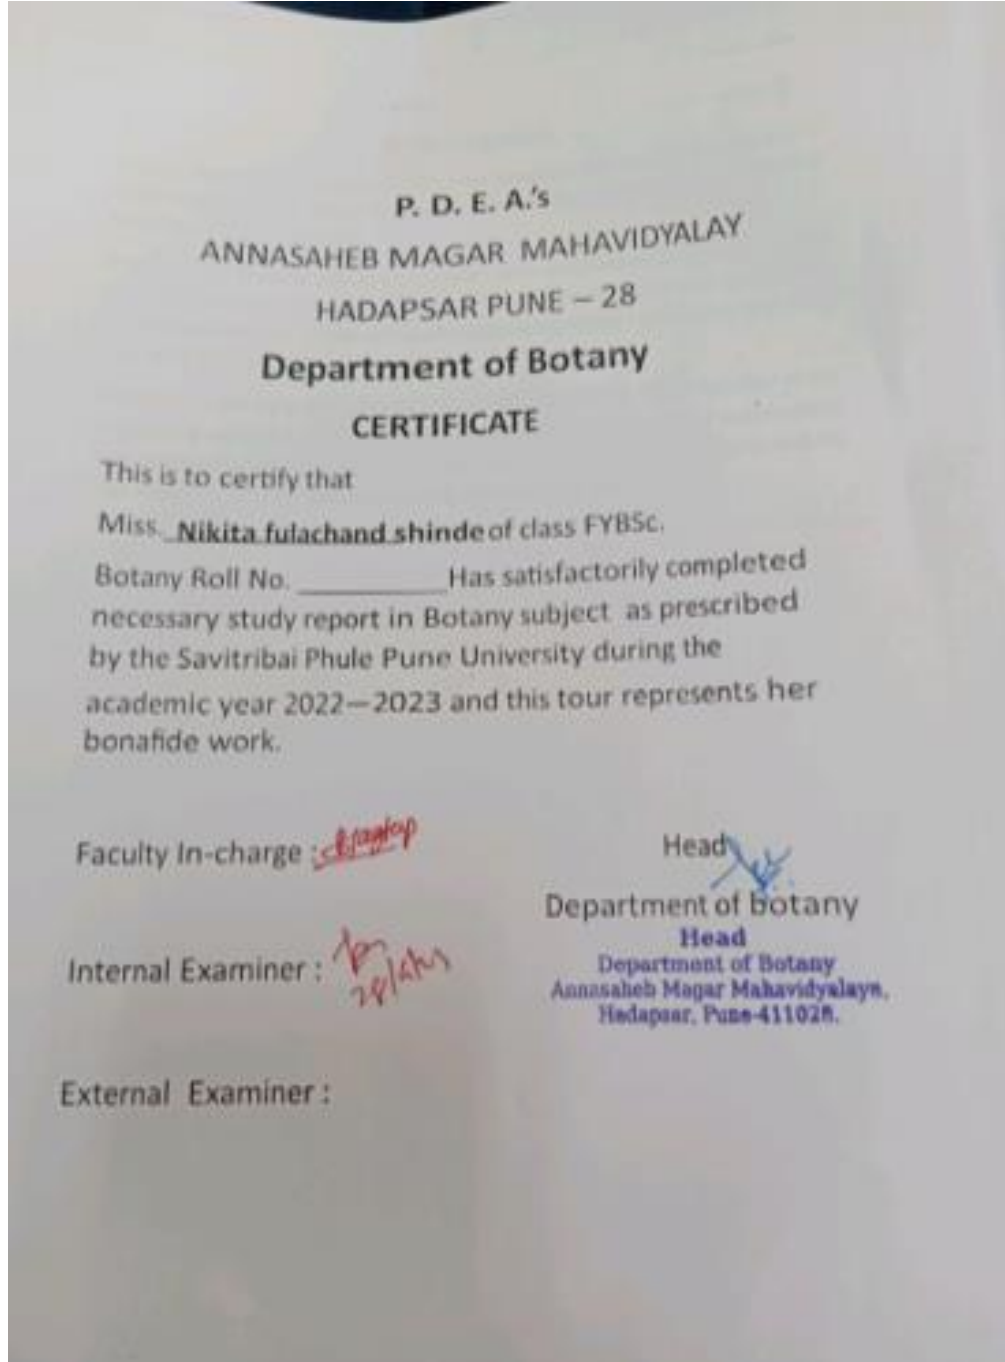 P. D. E. A.'s
ANNASAHEB MAGAR MAHAVIDYALAY
HADAPSAR PUNE – 28
Department of Botany
CERTIFICATE
This is to certify that
Miss. Nikita fulachand shinde of class FYBSc.
Botany Roll No. __________ Has satisfactorily completed
necessary study report in Botany subject as prescribed
by the Savitribai Phule Pune University during the
academic year 2022—2023 and this tour represents her
bonafide work.
Faculty In-charge :
Head
Department of botany
Head
Department of Botany
Annasaheb Magar Mahavidyalaya,
Hadapsar, Pune-411028.
Internal Examiner :
External Examiner :